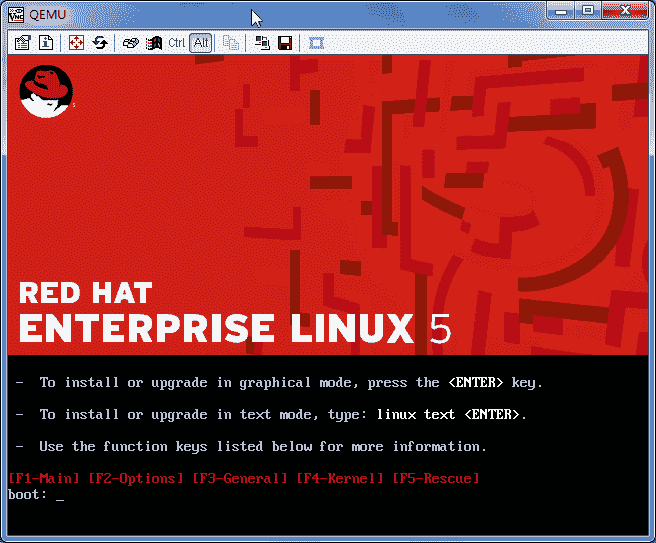 QEMU
Ctrl Alt
RED HAT
ENTERPRISE LINUX 5
- To install or upgrade in graphical mode, press the <ENTER> key.
- To install or upgrade in text mode, type: linux text <ENTER>.
- Use the function keys listed below for more information.
[F1-Main] [F2-Options] [F3-General] [F4-Kernel] [F5-Rescue]
boot: _